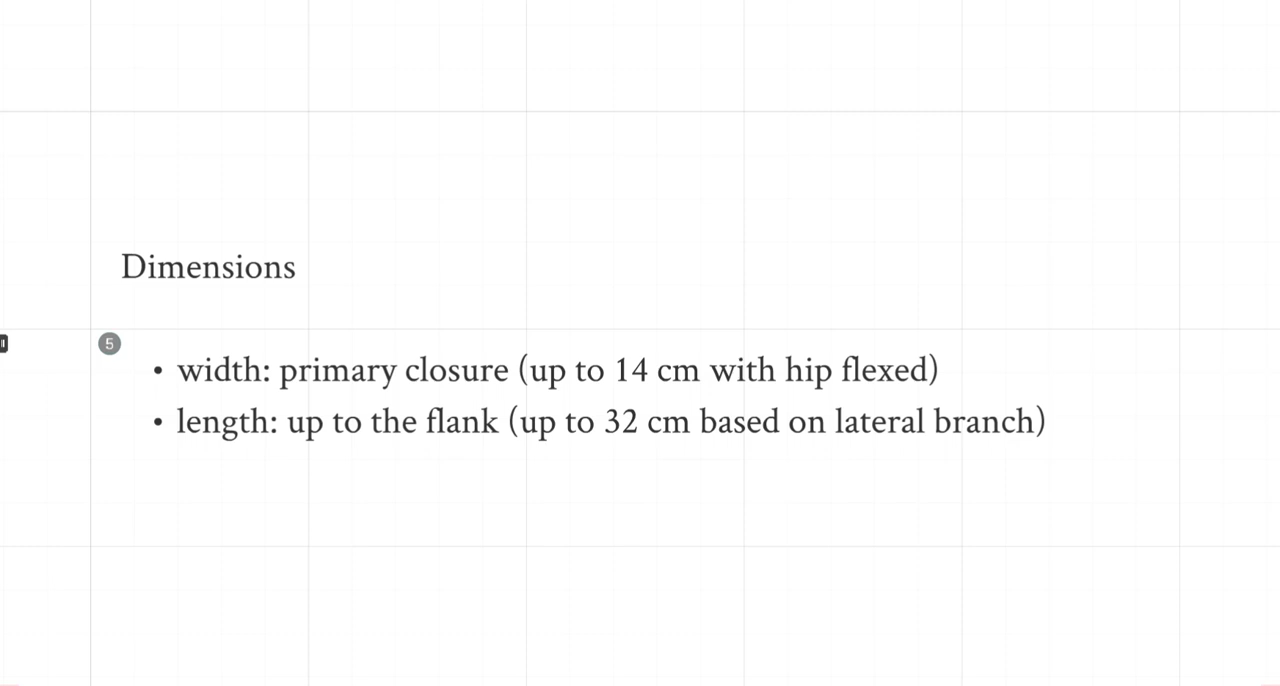 Dimensions
5
• width: primary closure (up to 14 cm with hip flexed)
• length: up to the flank (up to 32 cm based on lateral branch)